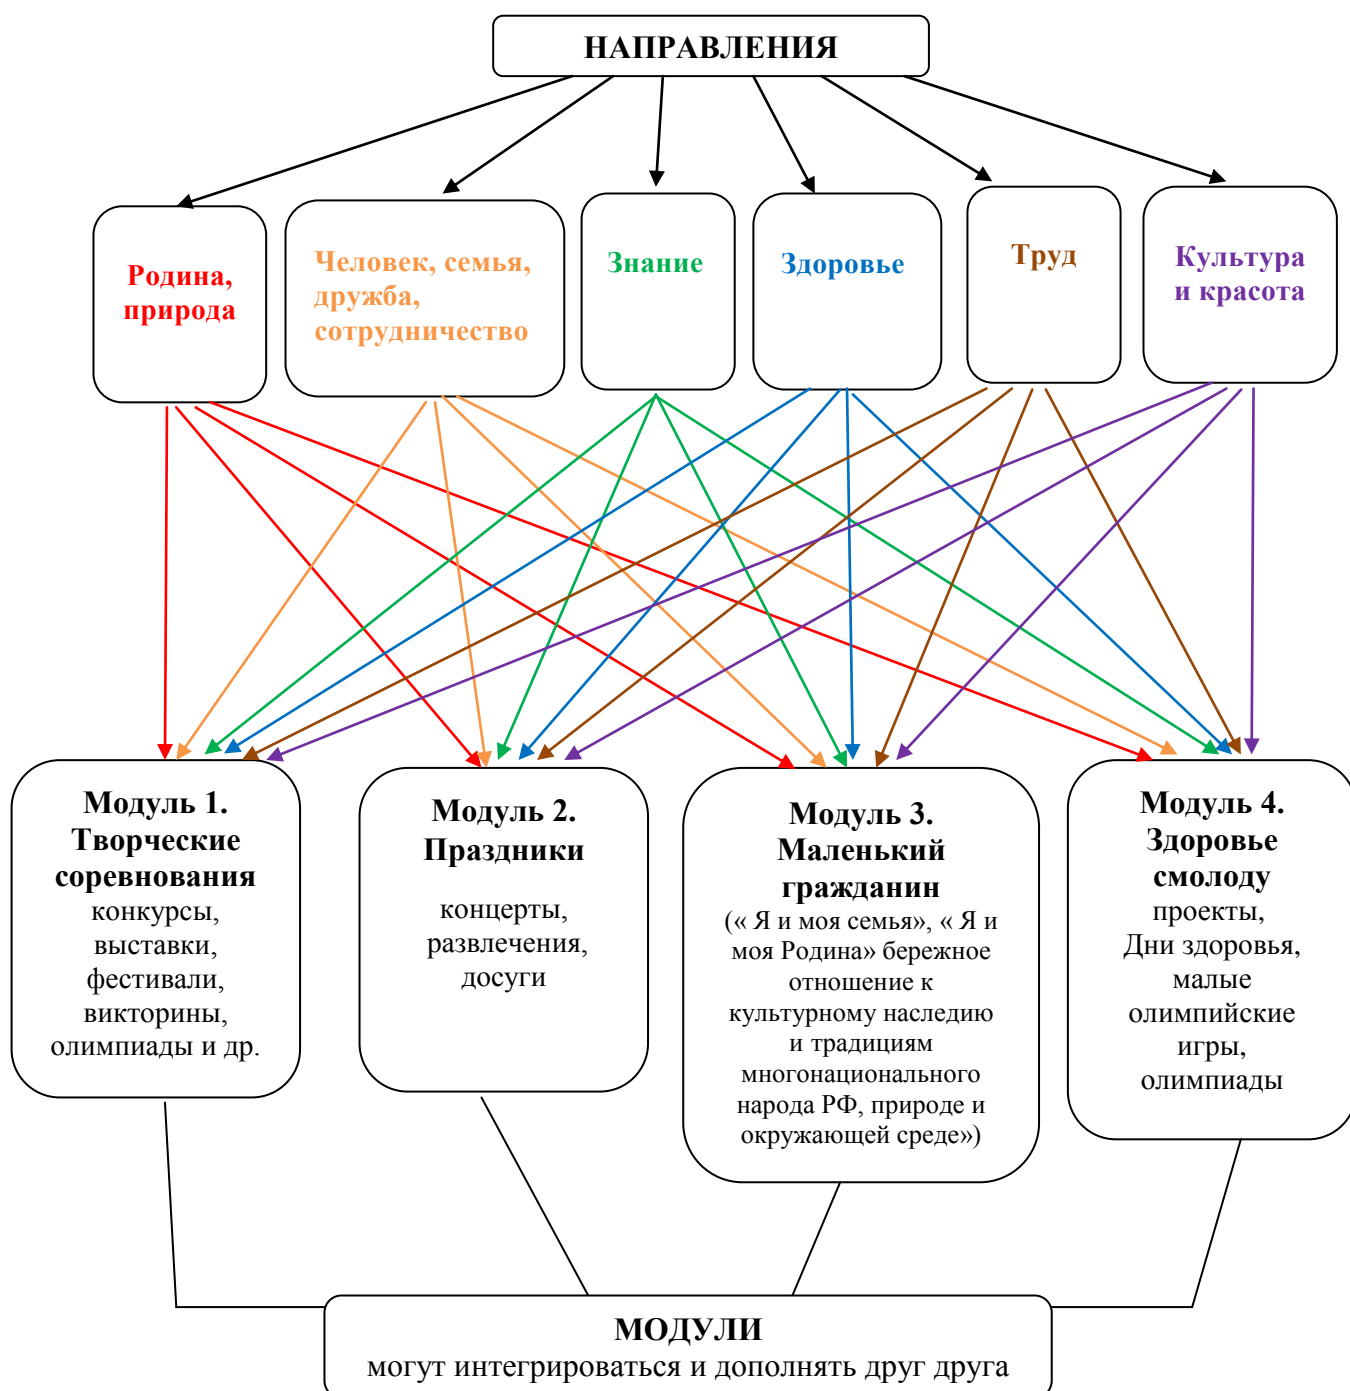 НАПРАВЛЕНИЯ
Родина,
природа
Человек, семья,
дружба,
сотрудничество
Знание
Здоровье
Труд
Культура
и красота
Модуль 1.
Творческие
соревнования
конкурсы,
выставки,
фестивали,
викторины,
олимпиады и др.
Модуль 2.
Праздники
концерты,
развлечения,
досуги
Модуль 3.
Маленький
гражданин
(« Я и моя семья», « Я и
моя Родина» бережное
отношение к
культурному наследию
и традициям
многонационального
народа РФ, природе и
окружающей среде»)
Модуль 4.
Здоровье
смолоду
проекты,
Дни здоровья,
малые
олимпийские
игры,
олимпиады
МОДУЛИ
могут интегрироваться и дополнять друг друга